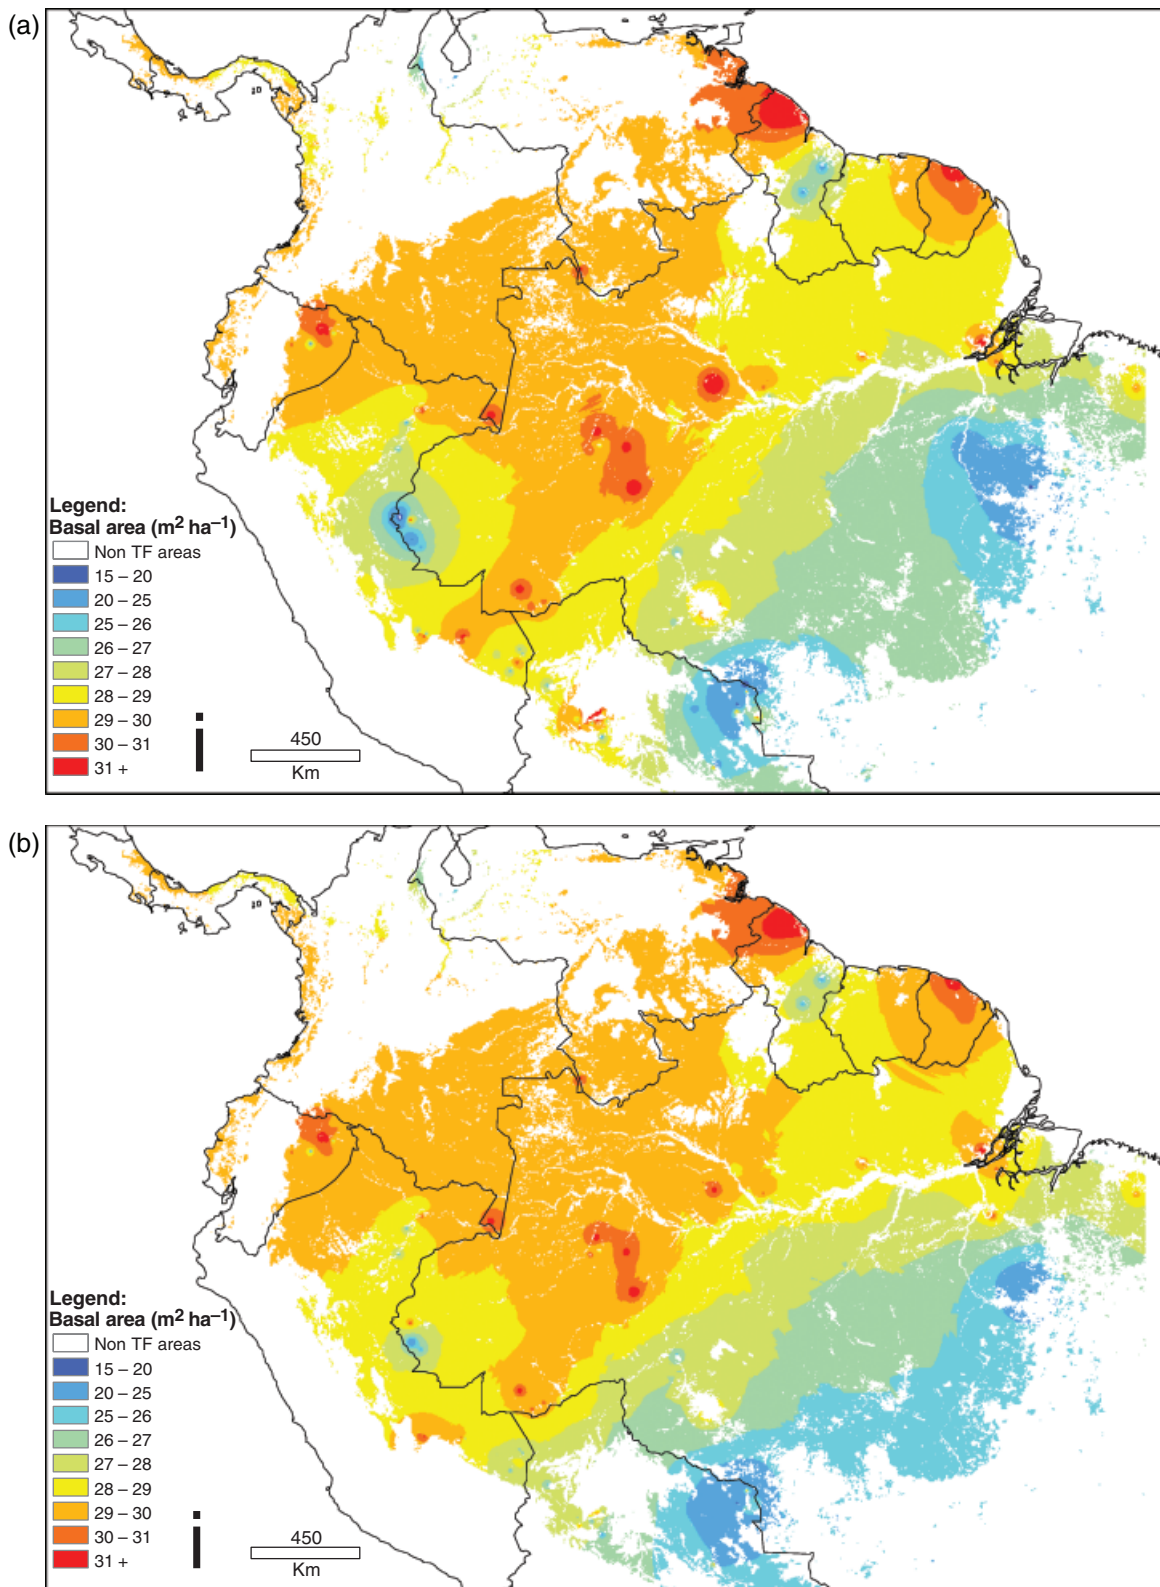 (a)
Legend:
Basal area (m² ha⁻¹)
Non TF areas
15 – 20
20 – 25
25 – 26
26 – 27
27 – 28
28 – 29
29 – 30
30 – 31
31 +
450
Km
(b)
Legend:
Basal area (m² ha⁻¹)
Non TF areas
15 – 20
20 – 25
25 – 26
26 – 27
27 – 28
28 – 29
29 – 30
30 – 31
31 +
450
Km